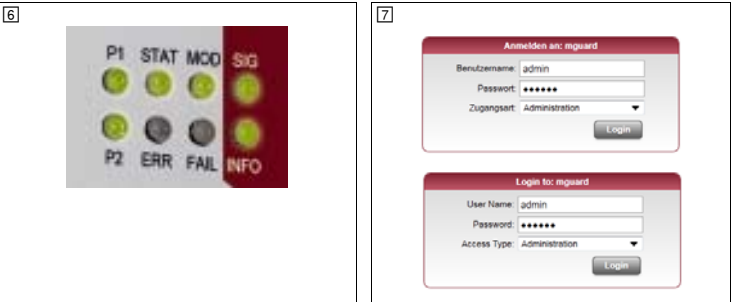 6
P1 STAT MOD SIG
P2 ERR FAIL INFO
7
Anmelden an: mguard
Benutzername: admin
Passwort: ●●●●●●
Zugangsart: Administration
Login
Login to: mguard
User Name: admin
Password: ●●●●●●
Access Type: Administration
Login